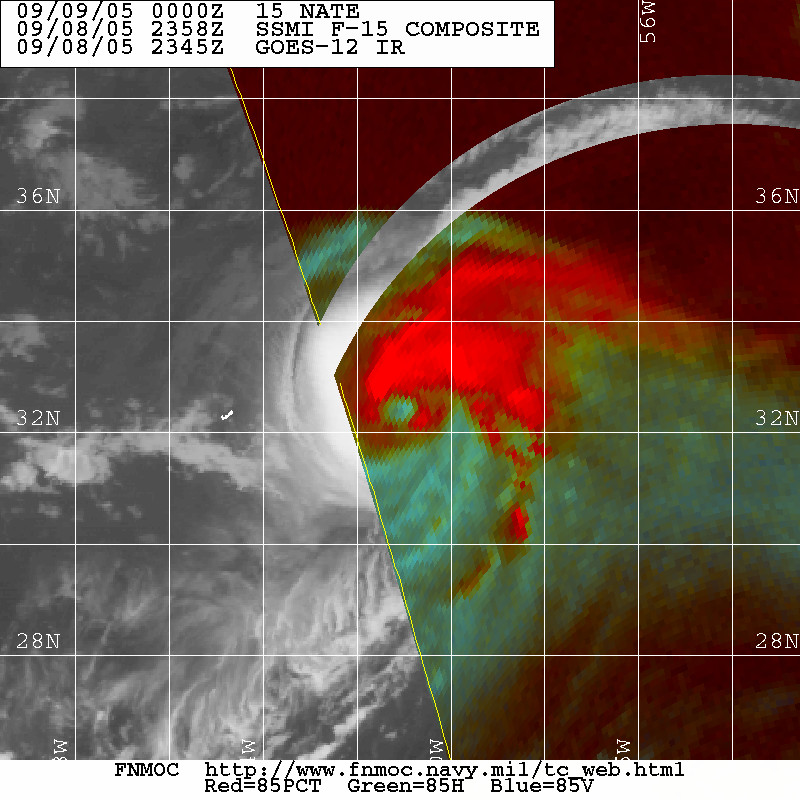 09/09/05 0000Z 15 NATE
09/08/05 2358Z SSMI F-15 COMPOSITE
09/08/05 2345Z GOES-12 IR
56W
36N 36N
32N 32N
28N 28N
FNMOC http://www.fnmoc.navy.mil/tc_web.html
Red=85PCT Green=85H Blue=85V